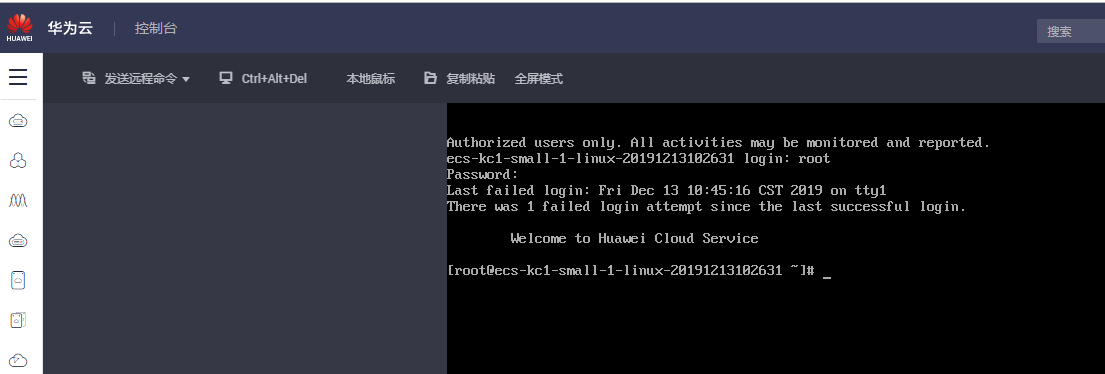 HUAWEI
华为云
控制台
搜索
发送远程命令
Ctrl+Alt+Del
本地鼠标
复制粘贴
全屏模式
Authorized users only. All activities may be monitored and reported.
ecs-kc1-small-1-linux-20191213102631 login: root
Password:
Last failed login: Fri Dec 13 10:45:16 CST 2019 on tty1
There was 1 failed login attempt since the last successful login.
Welcome to Huawei Cloud Service
[root@ecs-kc1-small-1-linux-20191213102631 ~]# _